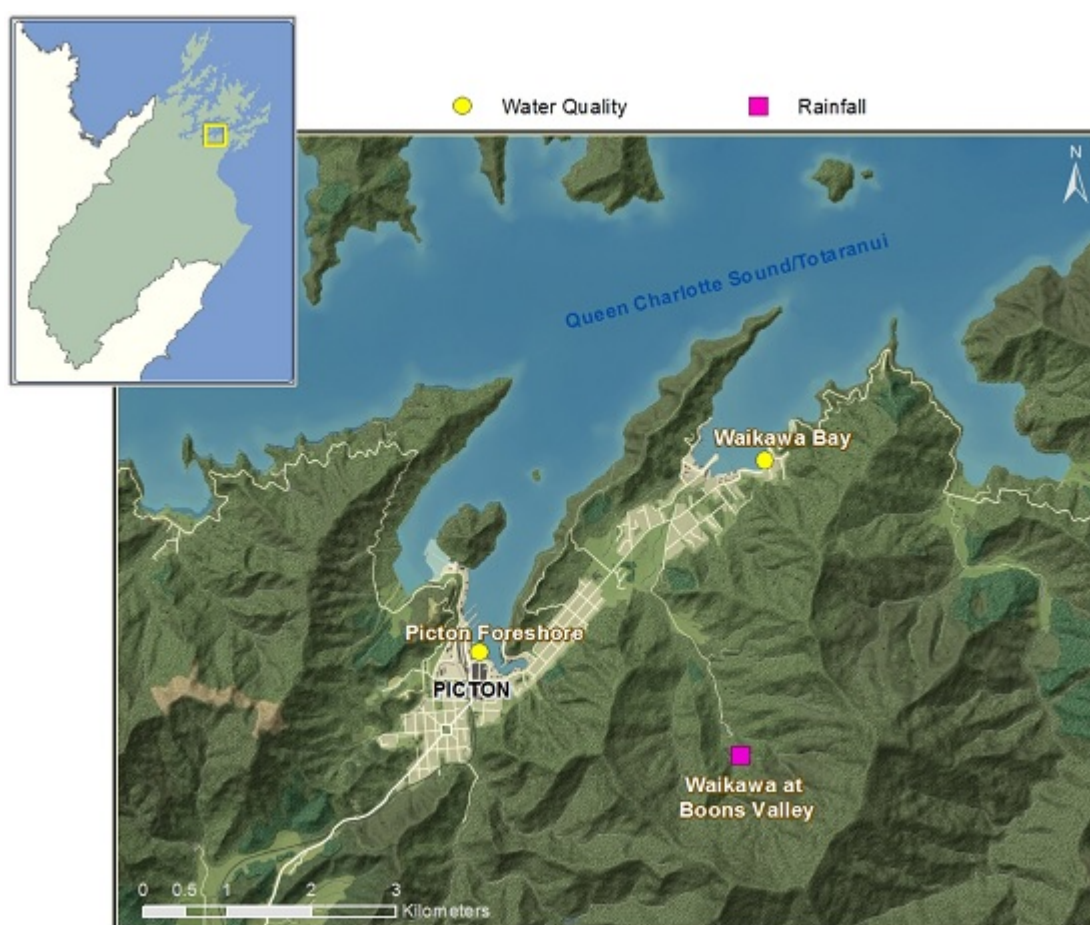 Water Quality
Rainfall
N
Queen Charlotte Sound/Totaranui
Waikawa Bay
Picton Foreshore
PICTON
Waikawa at
Boons Valley
0 0.5 1 2 3
Kilometers